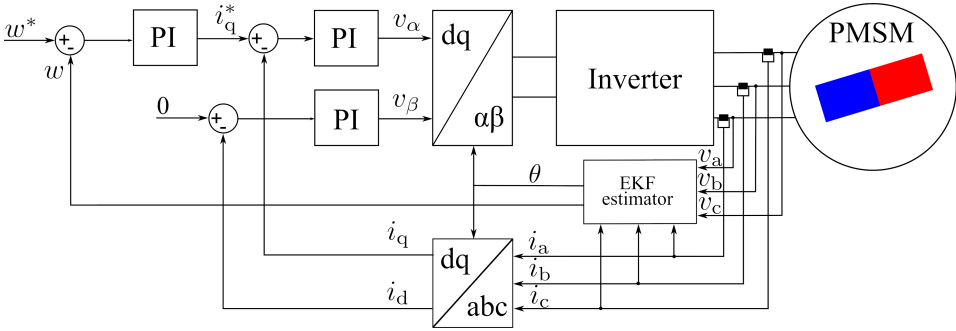 w*
+
-
w
PI
i*q
+
-
PI
vα
dq
αβ
Inverter
PMSM
0
+
-
PI
vβ
θ
EKF
estimator
va
vb
vc
iq
id
dq
abc
ia
ib
ic